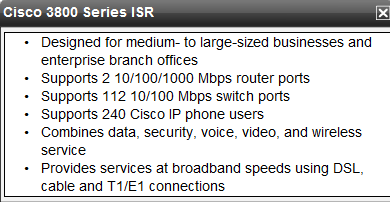 Cisco 3800 Series ISR
• Designed for medium- to large-sized businesses and
enterprise branch offices
• Supports 2 10/100/1000 Mbps router ports
• Supports 112 10/100 Mbps switch ports
• Supports 240 Cisco IP phone users
• Combines data, security, voice, video, and wireless
service
• Provides services at broadband speeds using DSL,
cable and T1/E1 connections